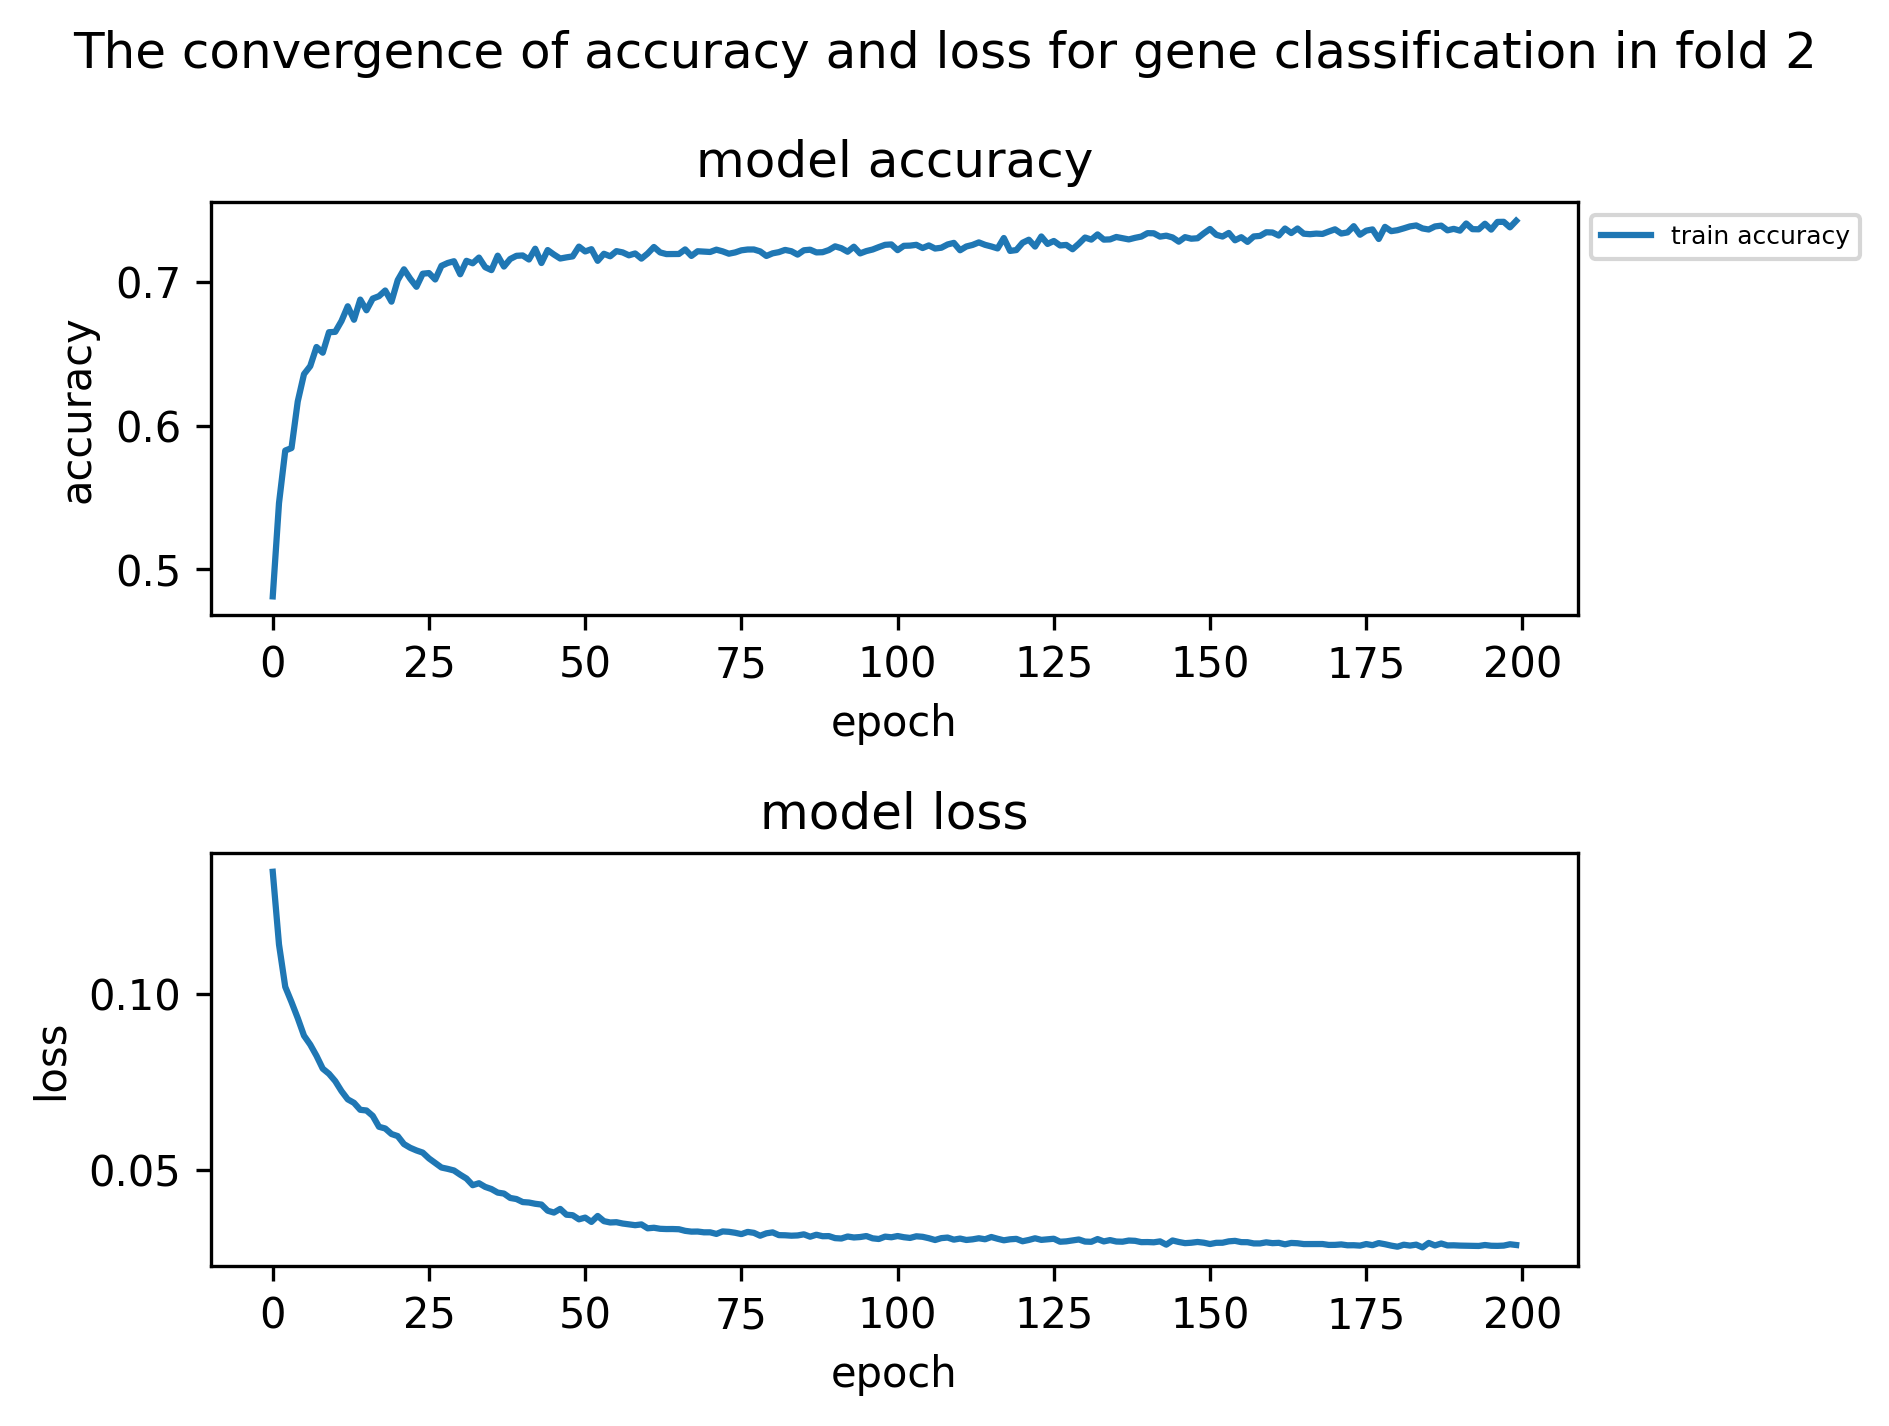 The convergence of accuracy and loss for gene classification in fold 2
model accuracy
train accuracy
0.7
0.6
0.5
accuracy
0 25 50 75 100 125 150 175 200
epoch
model loss
0.10
0.05
loss
0 25 50 75 100 125 150 175 200
epoch